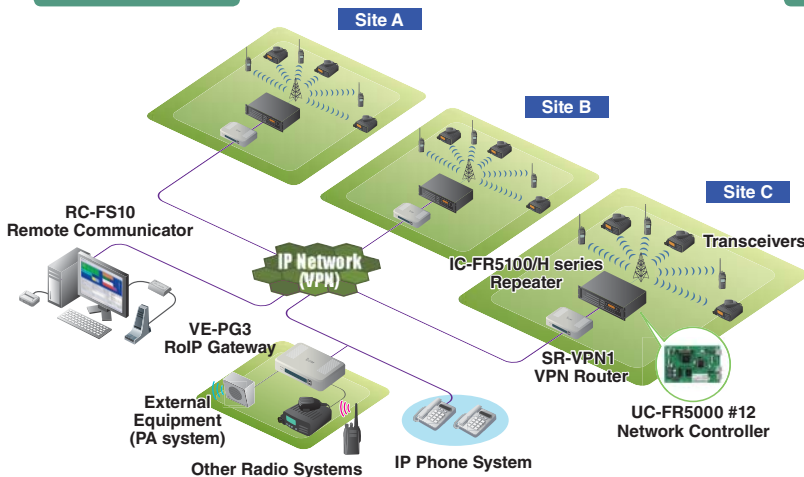 Site A
Site B
Site C
RC-FS10
Remote Communicator
Transceivers
IP Network
(VPN)
IC-FR5100/H series
Repeater
VE-PG3
RoIP Gateway
SR-VPN1
VPN Router
External
Equipment
(PA system)
UC-FR5000 #12
Network Controller
Other Radio Systems
IP Phone System